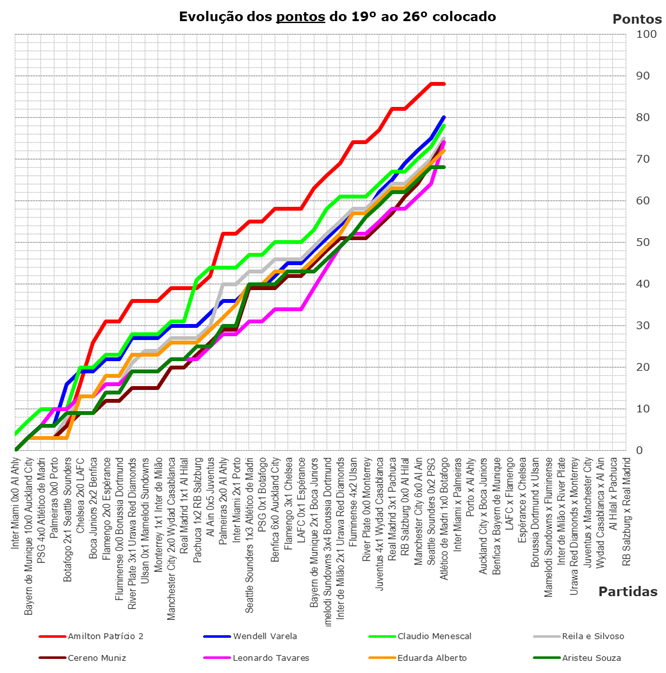 Evolução dos pontos do 19º ao 26º colocado
Pontos
100
90
80
70
60
50
40
30
20
10
0
Inter Miami 0x0 Al Ahly
Bayern de Munique 10x0 Auckland City
PSG 4x0 Atlético de Madri
Palmeiras 0x0 Porto
Botafogo 2x1 Seattle Sounders
Chelsea 2x0 LAFC
Boca Juniors 2x2 Benfica
Flamengo 2x0 Espérance
Fluminense 0x0 Borussia Dortmund
River Plate 3x1 Urawa Red Diamonds
Ulsan 0x1 Mamelodi Sundowns
Monterrey 1x1 Inter de Milão
Manchester City 2x0 Wydad Casablanca
Real Madrid 1x1 Al Hilal
Pachuca 1x2 RB Salzburg
Al Ain 0x5 Juventus
Palmeiras 2x0 Al Ahly
Inter Miami 2x1 Porto
Seattle Sounders 1x3 Atlético de Madri
PSG 0x1 Botafogo
Benfica 6x0 Auckland City
Flamengo 3x1 Chelsea
LAFC 0x1 Espérance
Bayern de Munique 2x1 Boca Juniors
amelodi Sundowns 3x4 Borussia Dortmund
Inter de Milão 2x1 Urawa Red Diamonds
Fluminense 4x2 Ulsan
River Plate 0x0 Monterrey
Juventus 4x1 Wydad Casablanca
Real Madrid 3x1 Pachuca
RB Salzburg 0x0 Al Hilal
Manchester City 6x0 Al Ain
Seattle Sounders 0x2 PSG
Atlético de Madri 1x0 Botafogo
Inter Miami x Palmeiras
Porto x Al Ahly
Auckland City x Boca Juniors
Benfica x Bayern de Munique
LAFC x Flamengo
Espérance x Chelsea
Borussia Dortmund x Ulsan
Mamelodi Sundowns x Fluminense
Inter de Milão x River Plate
Urawa Red Diamonds x Monterrey
Juventus x Manchester City
Wydad Casablanca x Al Ain
Al Hilal x Pachuca
RB Salzburg x Real Madrid
Partidas
Amilton Patrício 2
Wendell Varela
Claudio Menescal
Reila e Silvoso
Cereno Muniz
Leonardo Tavares
Eduarda Alberto
Aristeu Souza